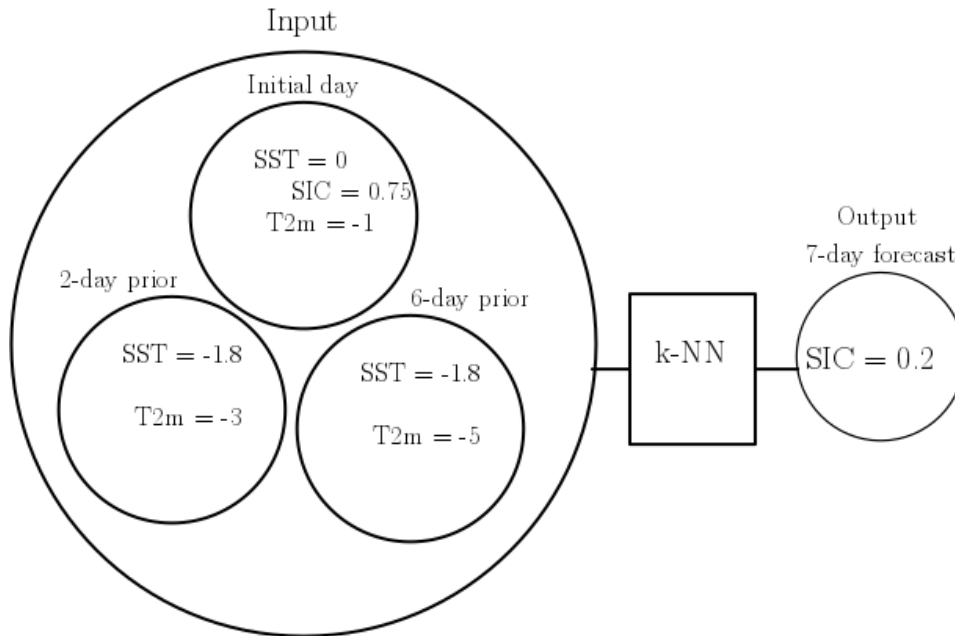 Input
Initial day
SST = 0
SIC = 0.75
T2m = -1
2-day prior
SST = -1.8
T2m = -3
6-day prior
SST = -1.8
T2m = -5
k-NN
Output
7-day forecast
SIC = 0.2